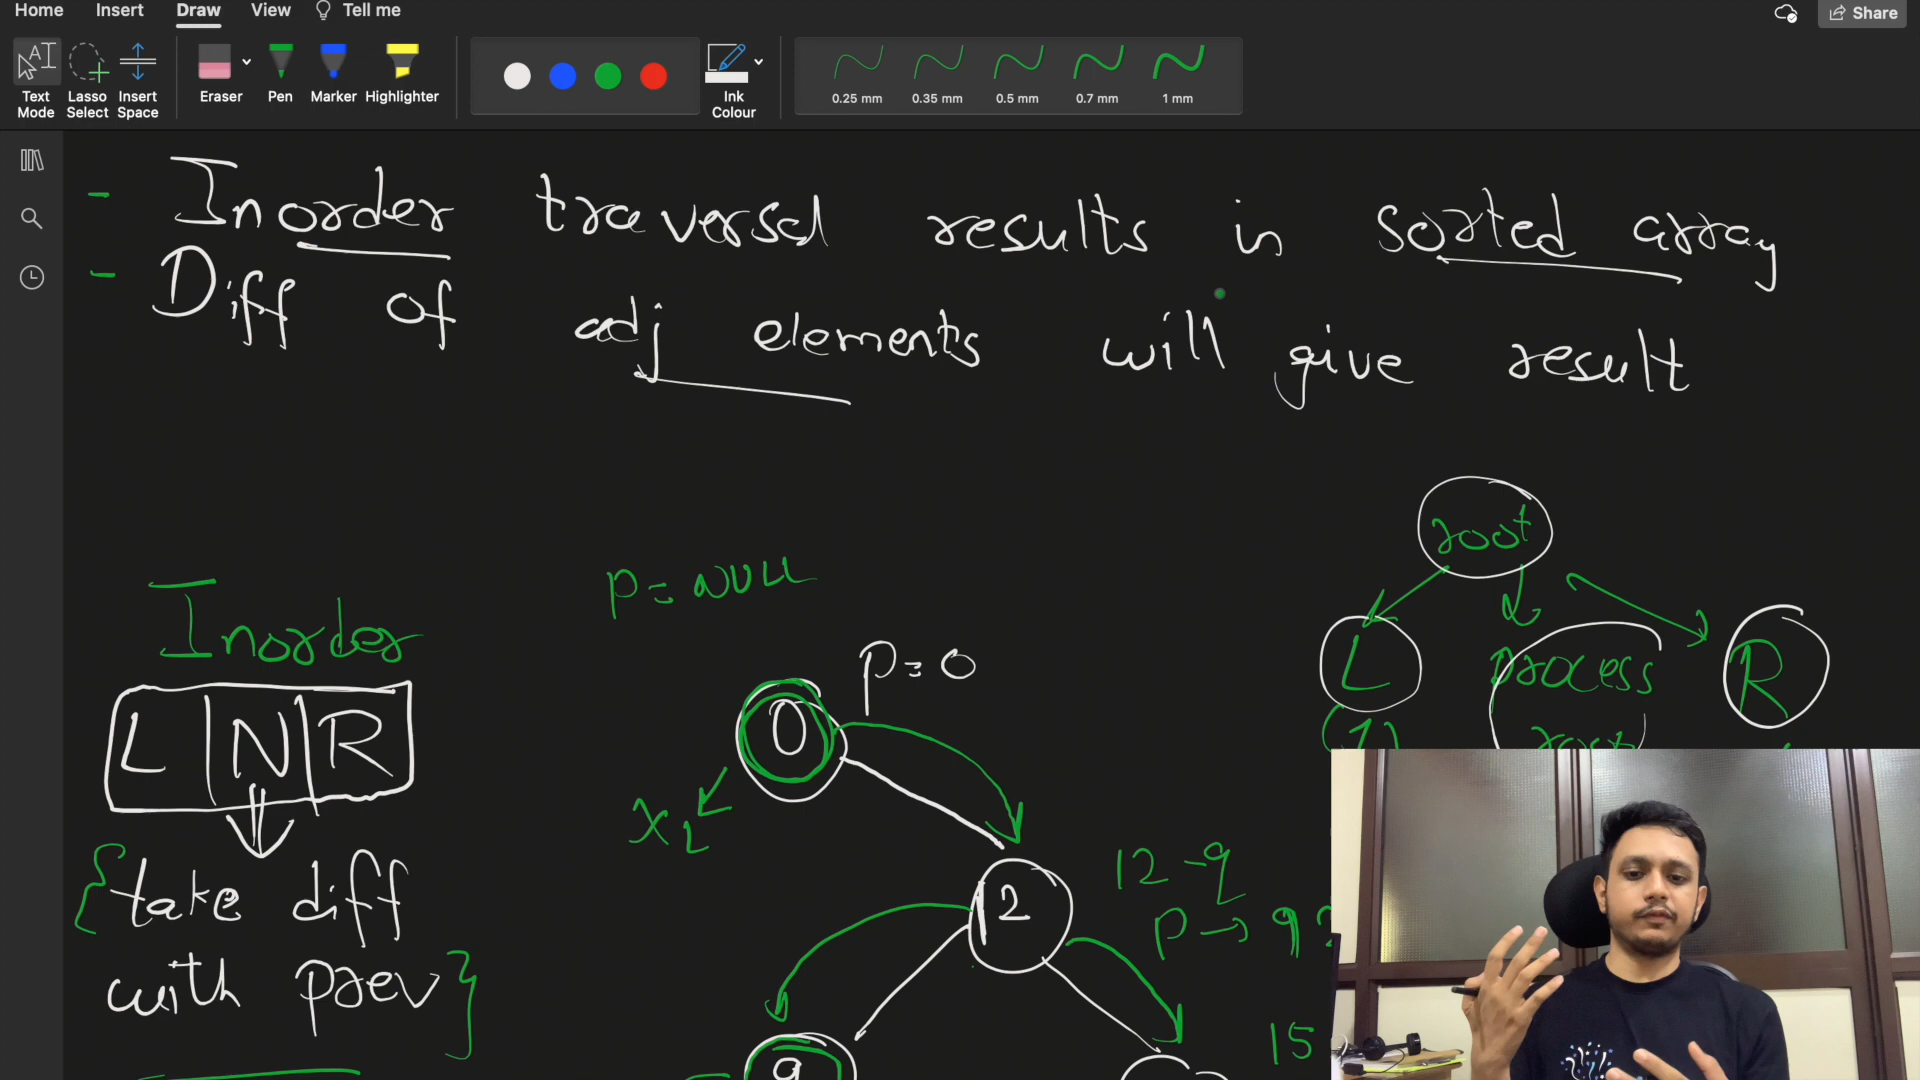 Home Insert Draw View Tell me Share
Text Mode
Lasso Select
Insert Space
Eraser
Pen
Marker
Highlighter
Ink Colour
0.25 mm 0.35 mm 0.5 mm 0.7 mm 1 mm
- Inorder traversal results in sorted array
- Diff of adj elements will give result
root
L process R
root
Inorder
L N R
{take diff
with prev}
P = NULL
P = 0
0
X L
12
12 - 9
P → 9
9
15